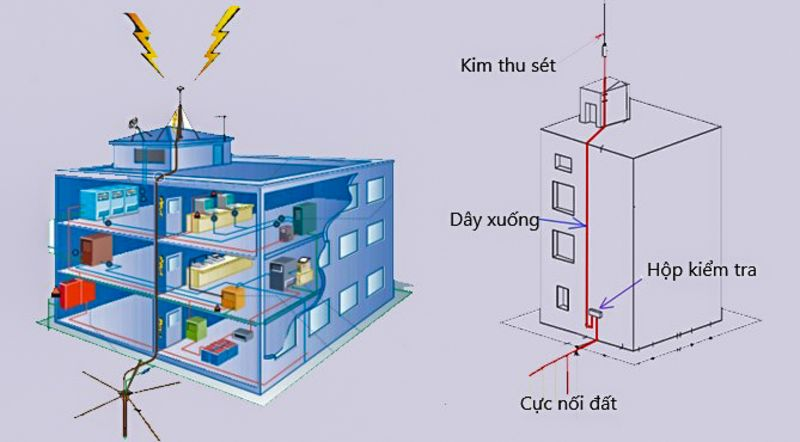 Kim thu sét
Dây xuống
Hộp kiểm tra
Cực nối đất